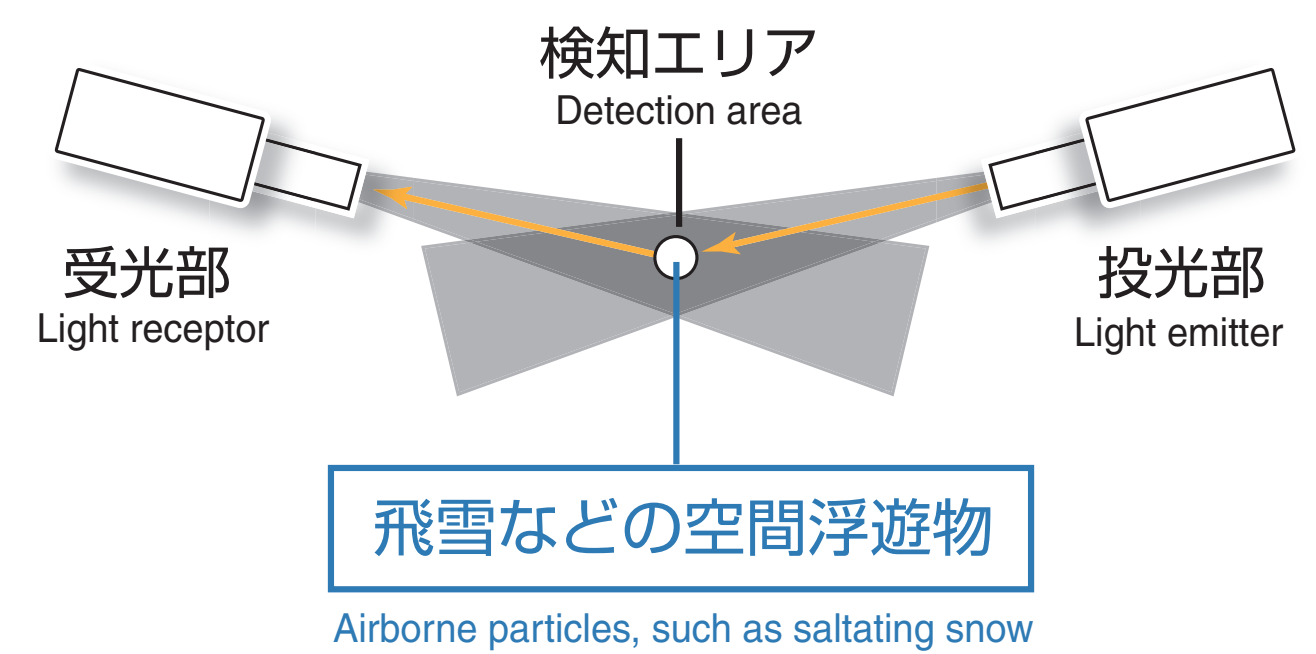 検知エリア
Detection area
受光部
Light receptor
投光部
Light emitter
飛雪などの空間浮遊物
Airborne particles, such as saltating snow